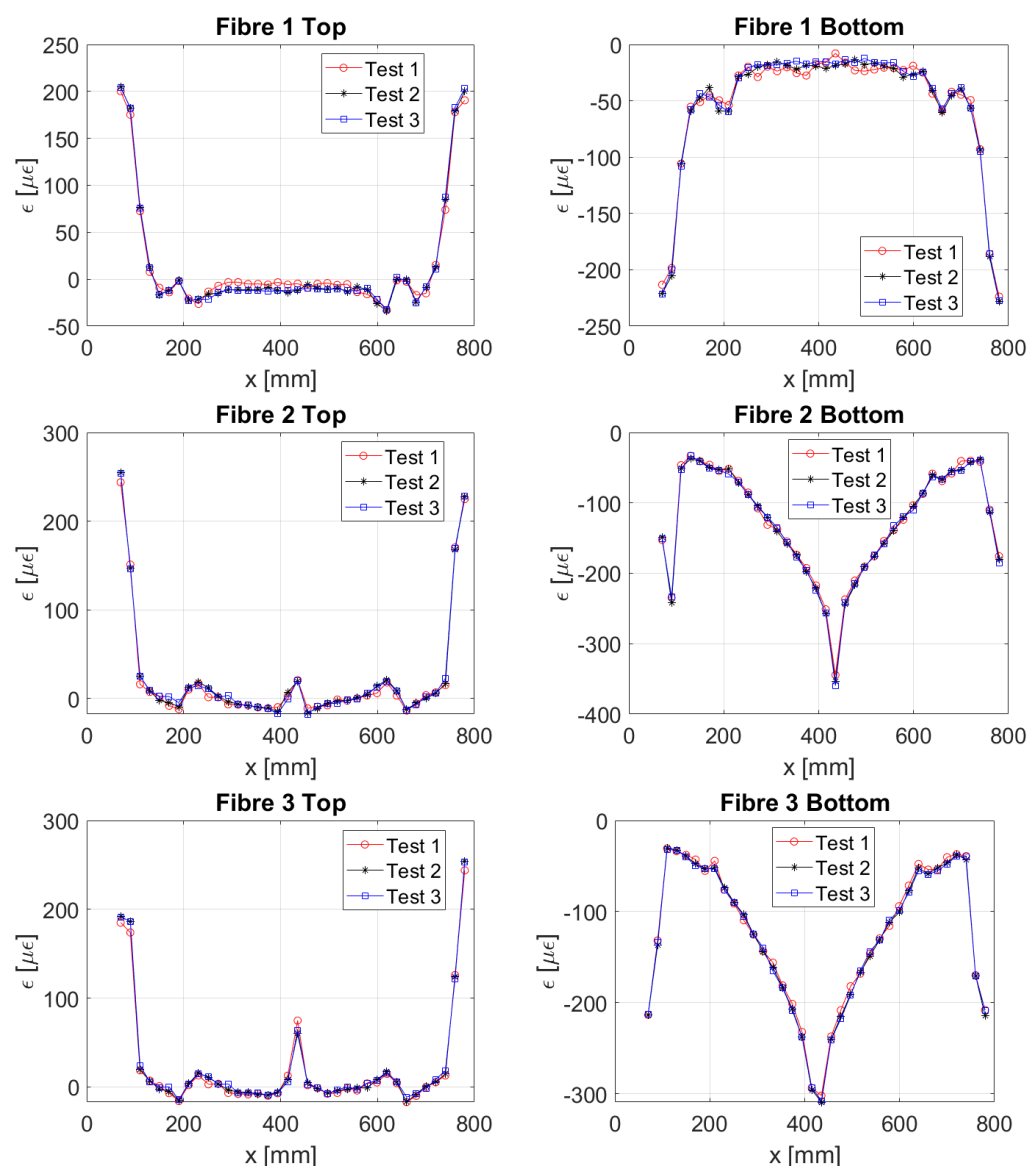 Fibre 1 Top
250
200
150
100
50
0
-50
ϵ [μϵ]
Test 1
Test 2
Test 3
0 200 400 600 800
x [mm]
Fibre 1 Bottom
0
-50
-100
-150
-200
-250
ϵ [μϵ]
Test 1
Test 2
Test 3
0 200 400 600 800
x [mm]
Fibre 2 Top
300
200
100
0
ϵ [μϵ]
Test 1
Test 2
Test 3
0 200 400 600 800
x [mm]
Fibre 2 Bottom
0
-100
-200
-300
-400
ϵ [μϵ]
Test 1
Test 2
Test 3
0 200 400 600 800
x [mm]
Fibre 3 Top
300
200
100
0
ϵ [μϵ]
Test 1
Test 2
Test 3
0 200 400 600 800
x [mm]
Fibre 3 Bottom
0
-100
-200
-300
ϵ [μϵ]
Test 1
Test 2
Test 3
0 200 400 600 800
x [mm]